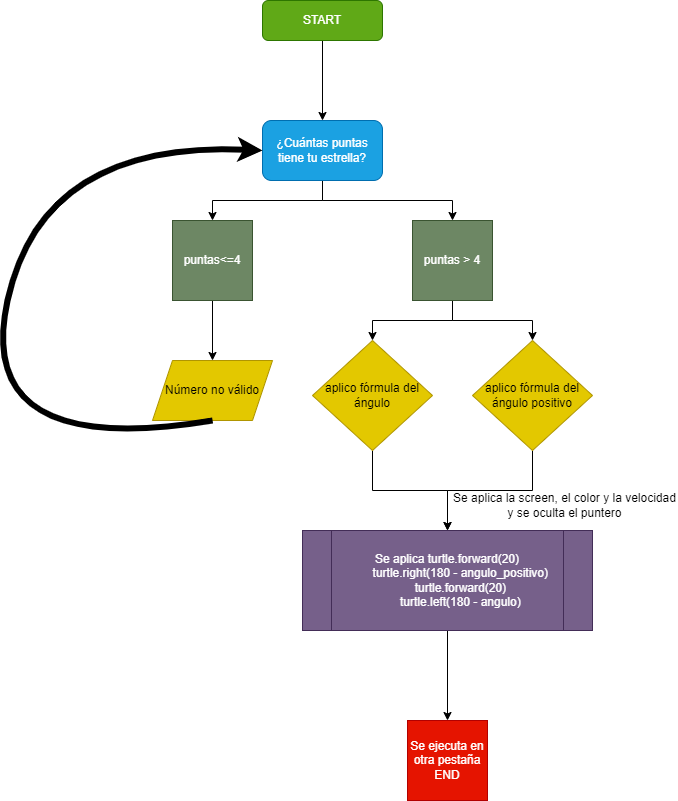 START
¿Cuántas puntas
tiene tu estrella?
puntas<=4
puntas > 4
Número no válido
aplico fórmula del
ángulo
aplico fórmula del
ángulo positivo
Se aplica la screen, el color y la velocidad
y se oculta el puntero
Se aplica turtle.forward(20)
turtle.right(180 - angulo_positivo)
turtle.forward(20)
turtle.left(180 - angulo)
Se ejecuta en
otra pestaña
END